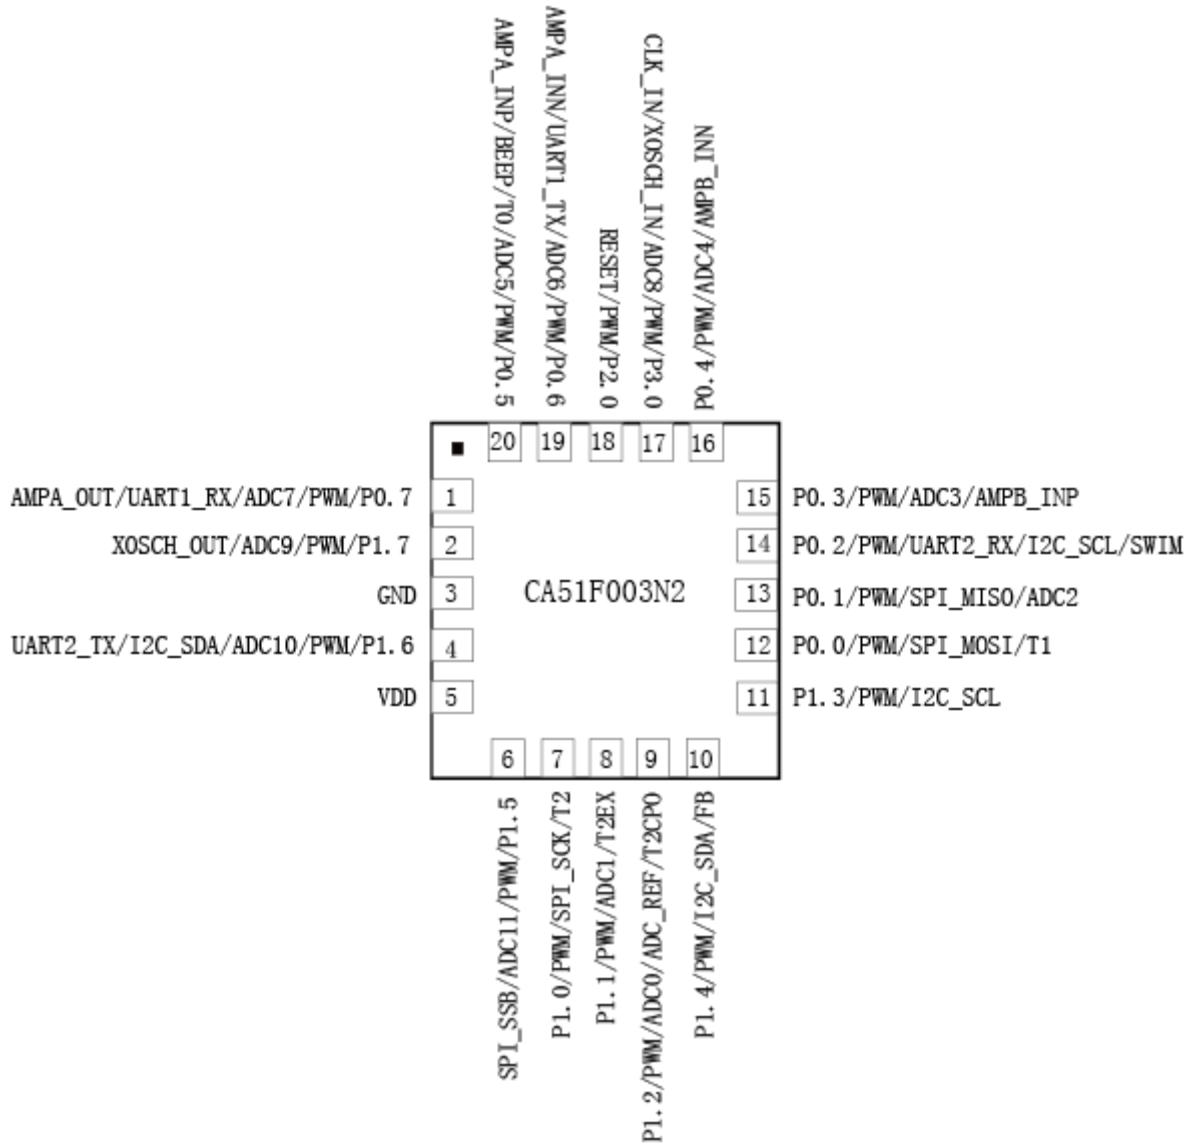 AMPA_INP/BEEP/T0/ADC5/PWM/P0.5
AMPA_INN/UART1_TX/ADC6/PWM/P0.6
RESET/PWM/P2.0
CLK_IN/XOSCH_IN/ADC8/PWM/P3.0
P0.4/PWM/ADC4/AMPB_INN
20 19 18 17 16
AMPA_OUT/UART1_RX/ADC7/PWM/P0.7 1 15 P0.3/PWM/ADC3/AMPB_INP
XOSCH_OUT/ADC9/PWM/P1.7 2 14 P0.2/PWM/UART2_RX/I2C_SCL/SWIM
GND 3 CA51F003N2 13 P0.1/PWM/SPI_MISO/ADC2
UART2_TX/I2C_SDA/ADC10/PWM/P1.6 4 12 P0.0/PWM/SPI_MOSI/T1
VDD 5 11 P1.3/PWM/I2C_SCL
6 7 8 9 10
SPI_SSB/ADC11/PWM/P1.5
P1.0/PWM/SPI_SCK/T2
P1.1/PWM/ADC1/T2EX
P1.2/PWM/ADC0/ADC_REF/T2CP0
P1.4/PWM/I2C_SDA/FB